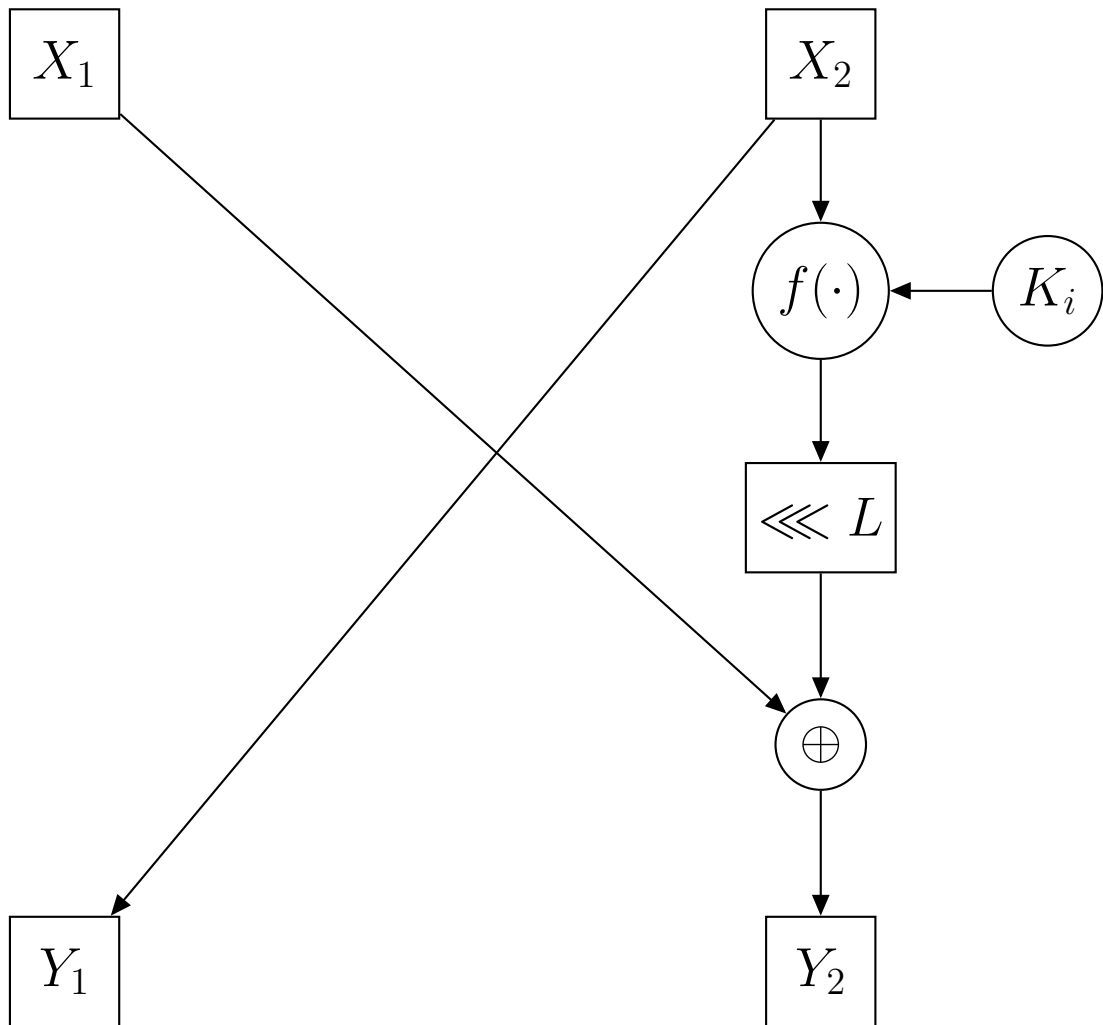 X₁ X₂
f(·) Kᵢ
⋘ L
⊕
Y₁ Y₂